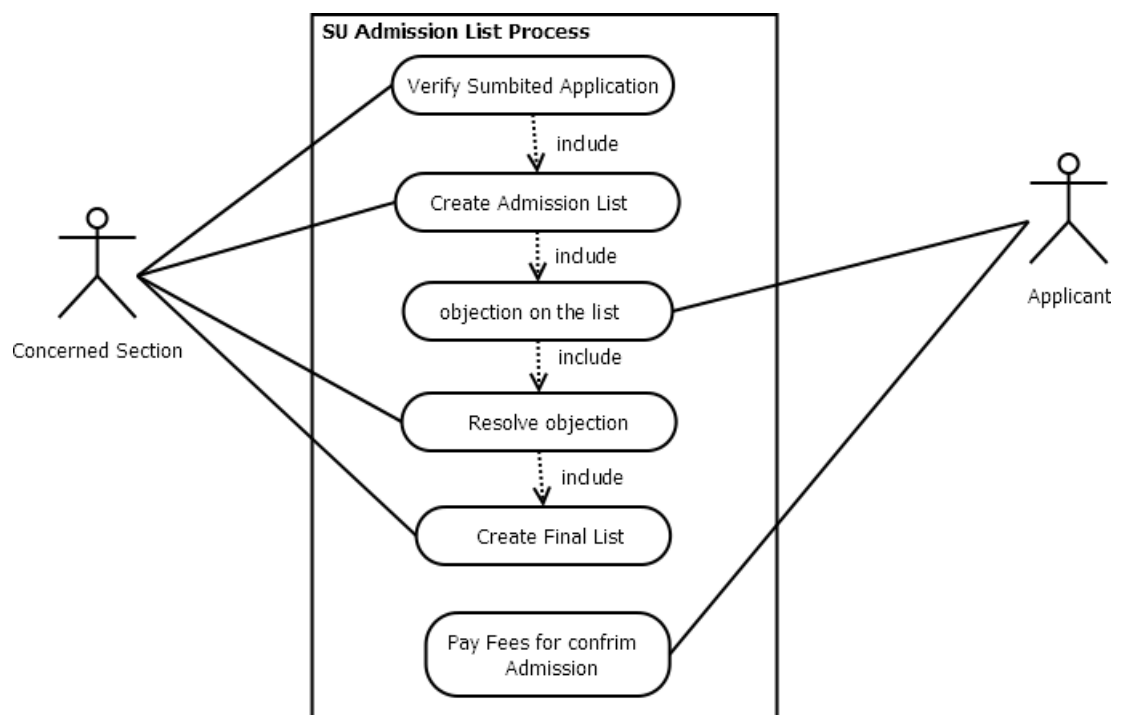 SU Admission List Process
Verify Sumbited Application
include
Create Admission List
include
objection on the list
include
Resolve objection
include
Create Final List
Pay Fees for confrim
Admission
Concerned Section
Applicant